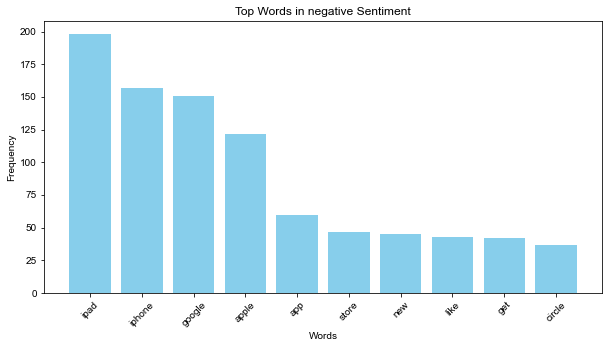 Top Words in negative Sentiment
200
175
150
125
100
75
50
25
0
Frequency
ipad
iphone
google
apple
app
store
new
like
get
circle
Words